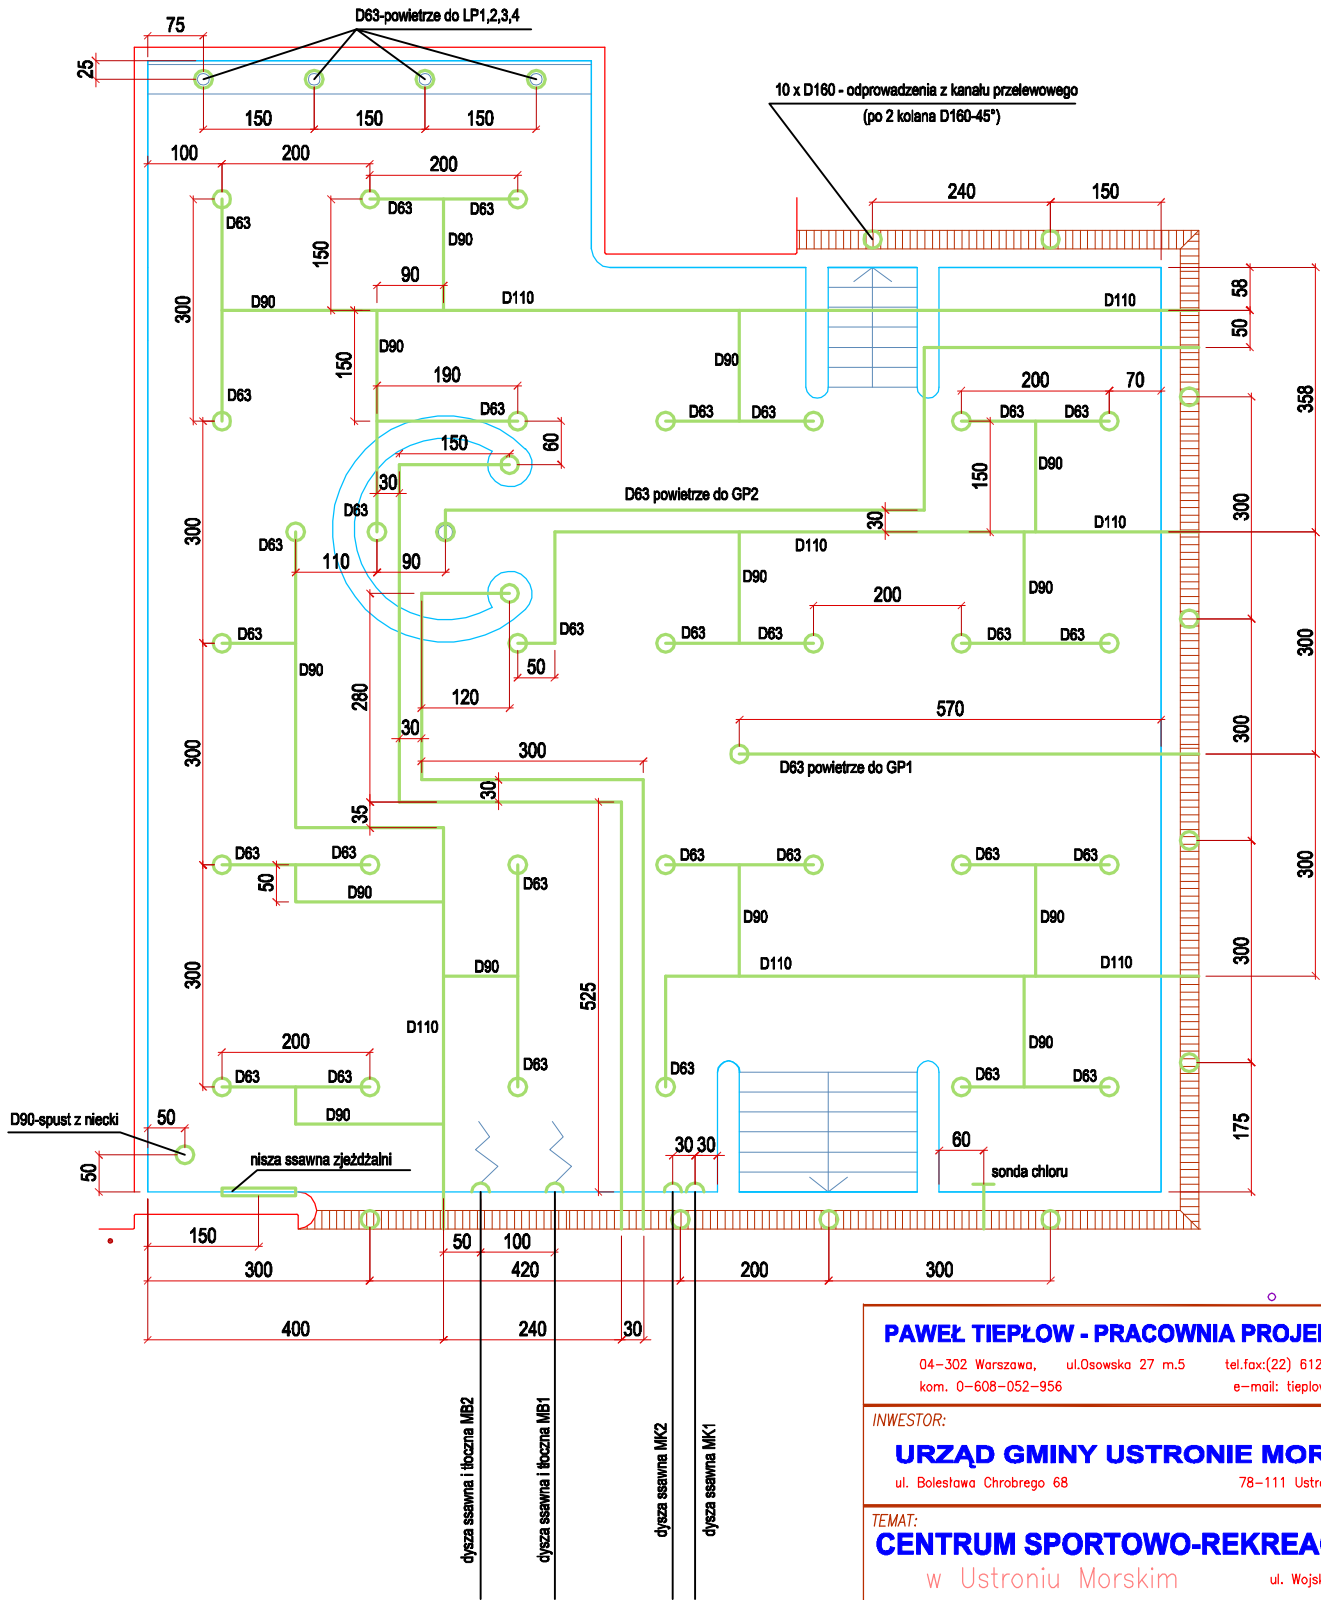 D63-powietrze do LP1,2,3,4
75
25
150 150 150
10 x D160 - odprowadzenia z kanału przelewowego
(po 2 kolana D160-45°)
100 200 200
240 150
D63 D63 D63
D90
150
90
300
D90 D110 D110
58
50
150
D90 D90
190 200 70
358
D63 D63 D63 D63 D63 D63
150 60
D90
30
150
D63 powietrze do GP2
300
D63
30
300
D63 D110 D110
110 90
D90 D90
200
D63 D63 D63 D63 D63 D63
50
D90
280
120
300
570
30
300
300
300
D63 powietrze do GP1
30
35
D63 D63 D63 D63 D63 D63 D63
300
50
D90
D90 D90
300
D90 D110 D110
300
525
D110
200
D90
D63 D63 D63 D63 D63 D63
D90
D90-spust z niecki
50
50
nisza ssawna zjeżdżalni
30 30
60
175
sonda chloru
150
50 100
300 420 200 300
400 240 30
dysza ssawna i tłoczna MB2
dysza ssawna i tłoczna MB1
dysza ssawna MK2
dysza ssawna MK1
PAWEŁ TIEPŁOW - PRACOWNIA PROJE
04-302 Warszawa, ul.Osowska 27 m.5 tel.fax:(22) 612
kom. 0-608-052-956 e-mail: tieplo
INWESTOR:
URZĄD GMINY USTRONIE MOR
ul. Bolesława Chrobrego 68 78-111 Ustr
TEMAT:
CENTRUM SPORTOWO-REKREA
w Ustroniu Morskim ul. Wojsk